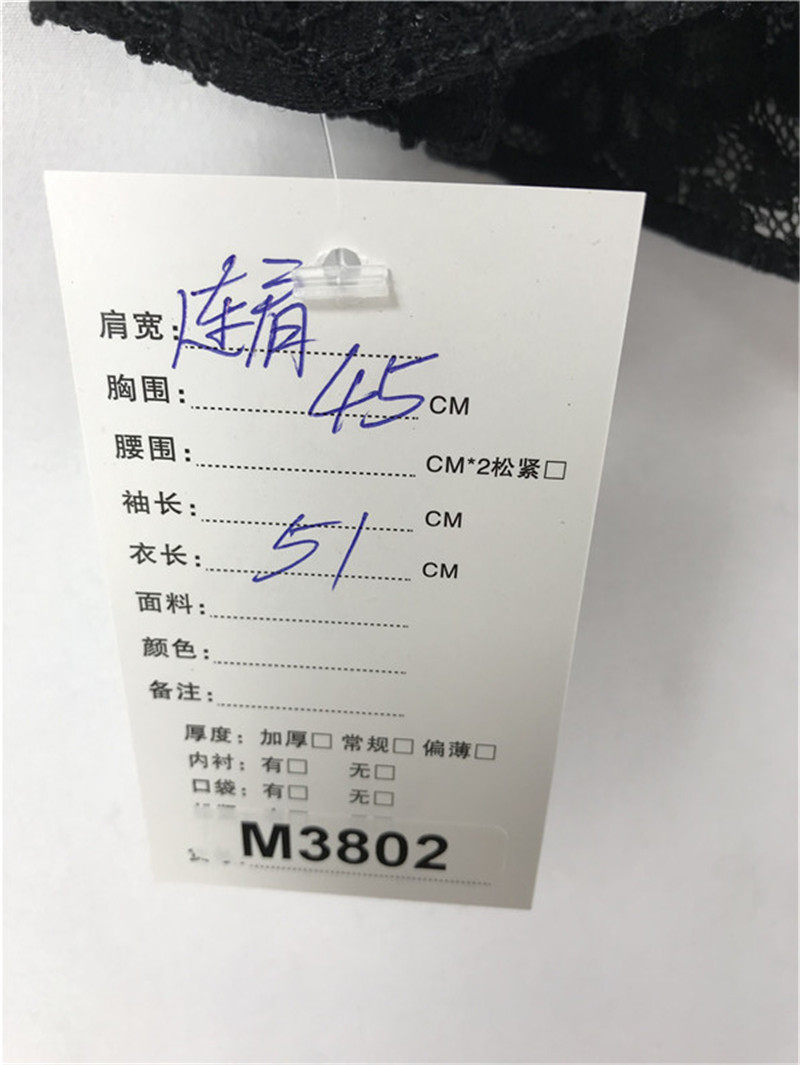 肩宽:连肩
胸围:45 CM
腰围: CM*2松紧□
袖长: CM
衣长:51 CM
面料:
颜色:
备注:
厚度:加厚□ 常规□ 偏薄□
内衬:有□ 无□
口袋:有□ 无□
M3802